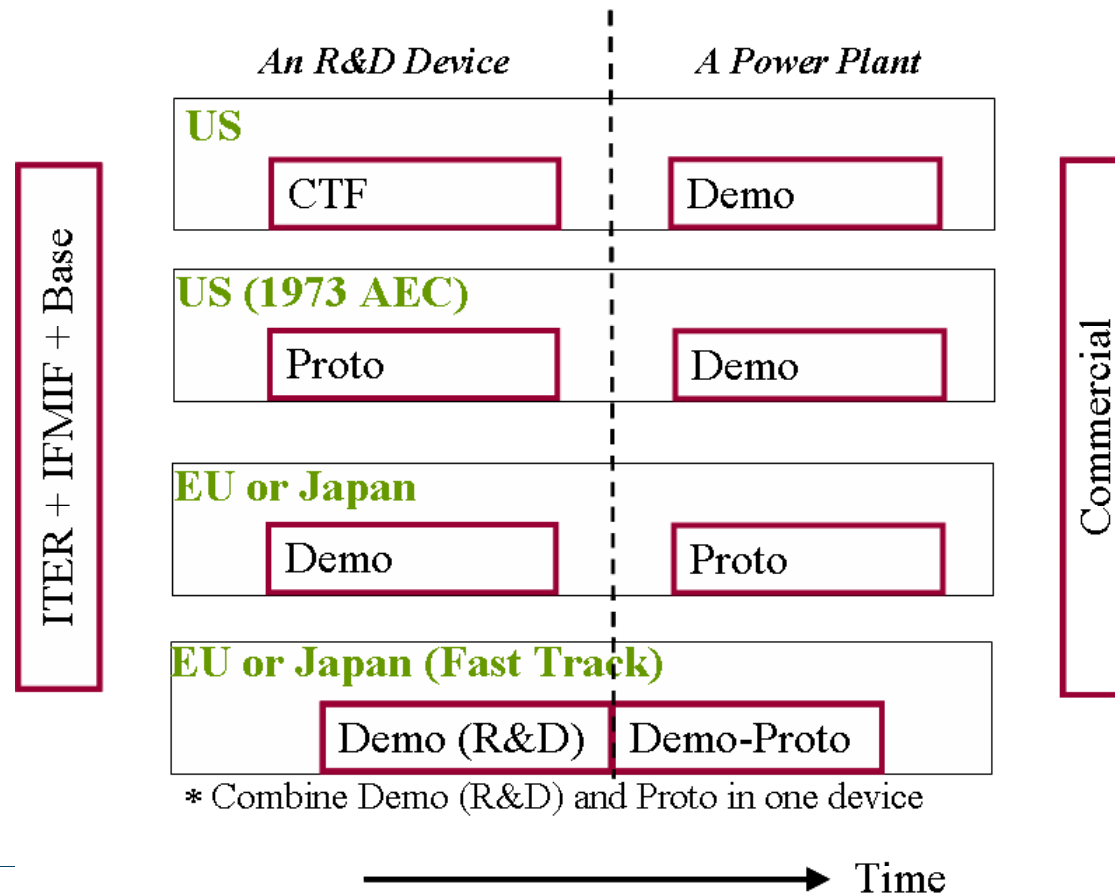 An R&D Device
A Power Plant
US
CTF
Demo
US (1973 AEC)
Proto
Demo
EU or Japan
Demo
Proto
EU or Japan (Fast Track)
Demo (R&D)
Demo-Proto
* Combine Demo (R&D) and Proto in one device
ITER + IFMIF + Base
Commercial
Time